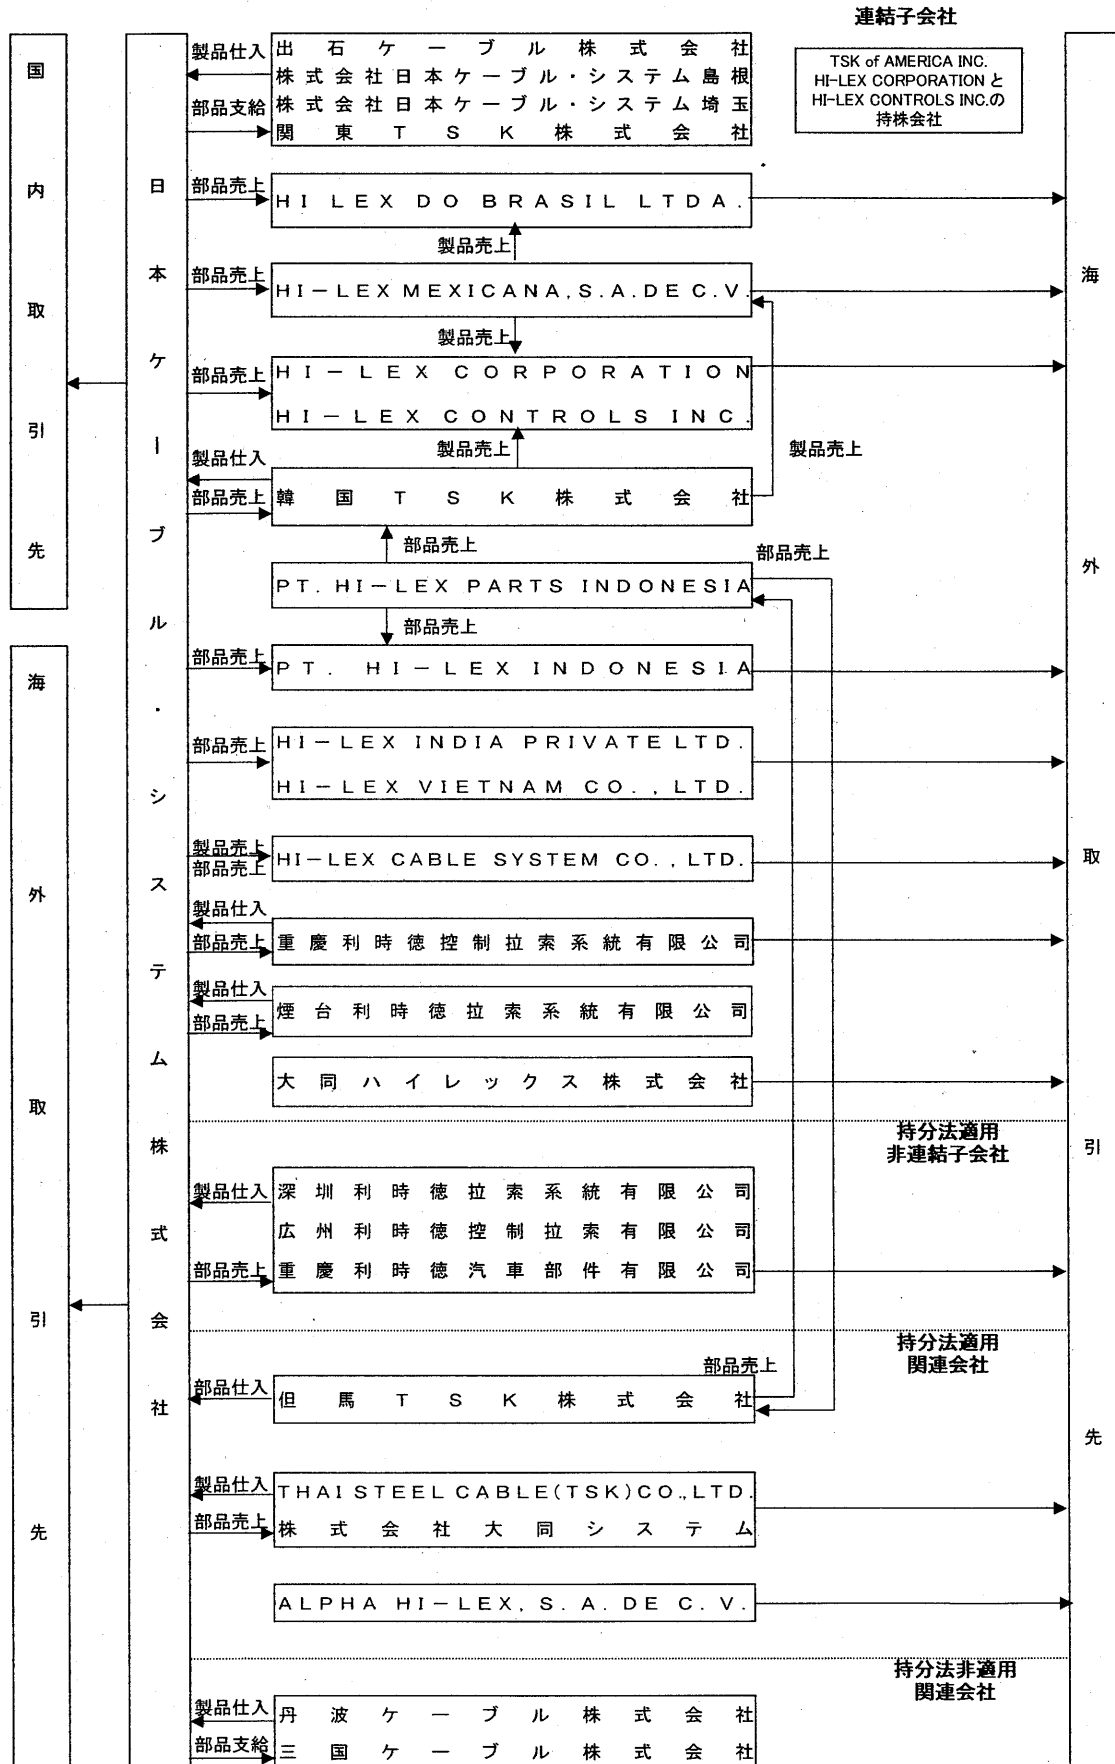 連結子会社
国内取引先
海外取引先
日本ケーブル・システム株式会社
海外取引先
TSK of AMERICA INC.
HI-LEX CORPORATION と
HI-LEX CONTROLS INC.の
持株会社
製品仕入
部品支給
出石ケーブル株式会社
株式会社日本ケーブル・システム島根
株式会社日本ケーブル・システム埼玉
関東TSK株式会社
部品売上
HI LEX DO BRASIL LTDA.
製品売上
部品売上
HI-LEX MEXICANA,S.A.DE C.V.
製品売上
部品売上
HI-LEX CORPORATION
HI-LEX CONTROLS INC.
製品売上
製品売上
製品仕入
部品売上
韓国TSK株式会社
部品売上
部品売上
PT. HI-LEX PARTS INDONESIA
部品売上
部品売上
PT. HI-LEX INDONESIA
部品売上
HI-LEX INDIA PRIVATE LTD.
HI-LEX VIETNAM CO.,LTD.
製品売上
部品売上
HI-LEX CABLE SYSTEM CO.,LTD.
製品仕入
部品売上
重慶利時徳控制拉索系統有限公司
製品仕入
部品売上
煙台利時徳拉索系統有限公司
大同ハイレックス株式会社
持分法適用
非連結子会社
製品仕入
深圳利時徳拉索系統有限公司
広州利時徳控制拉索有限公司
部品売上
重慶利時徳汽車部件有限公司
持分法適用
関連会社
部品売上
部品仕入
但馬TSK株式会社
製品仕入
部品売上
THAI STEEL CABLE(TSK)CO.,LTD.
株式会社大同システム
ALPHA HI-LEX, S. A. DE C. V.
持分法非適用
関連会社
製品仕入
部品支給
丹波ケーブル株式会社
三国ケーブル株式会社